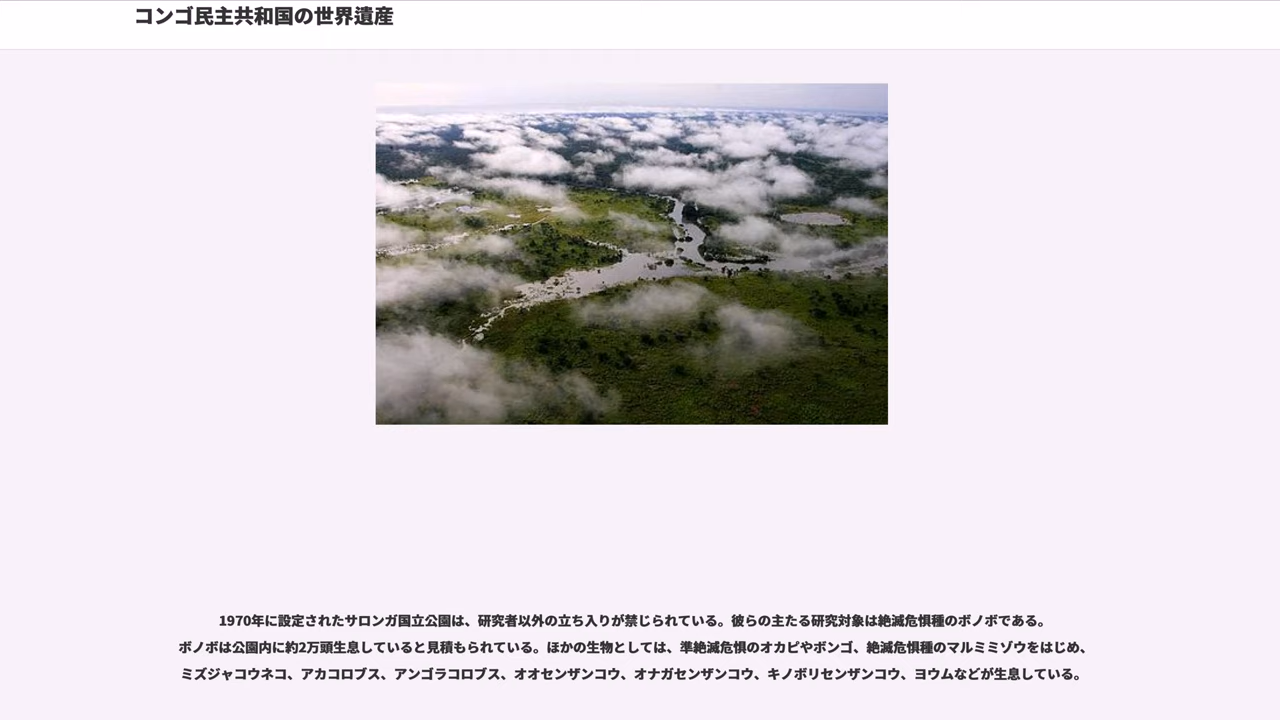 コンゴ民主共和国の世界遺産
1970年に設定されたサロンガ国立公園は、研究者以外の立ち入りが禁じられている。彼らの主たる研究対象は絶滅危惧種のボノボである。
ボノボは公園内に約2万頭生息していると見積もられている。ほかの生物としては、準絶滅危惧のオカピやボンゴ、絶滅危惧種のマルミミゾウをはじめ、
ミズジャコウネコ、アカコロブス、アンゴラコロブス、オオセンザンコウ、オナガセンザンコウ、キノボリセンザンコウ、ヨウムなどが生息している。